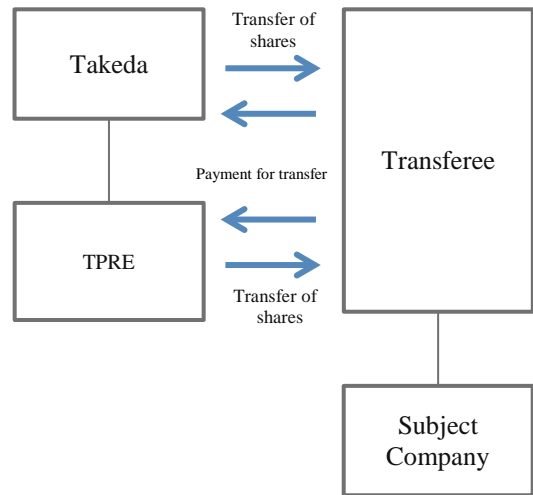 Transfer of
shares
Takeda
Transferee
Payment for transfer
TPRE
Transfer of
shares
Subject
Company